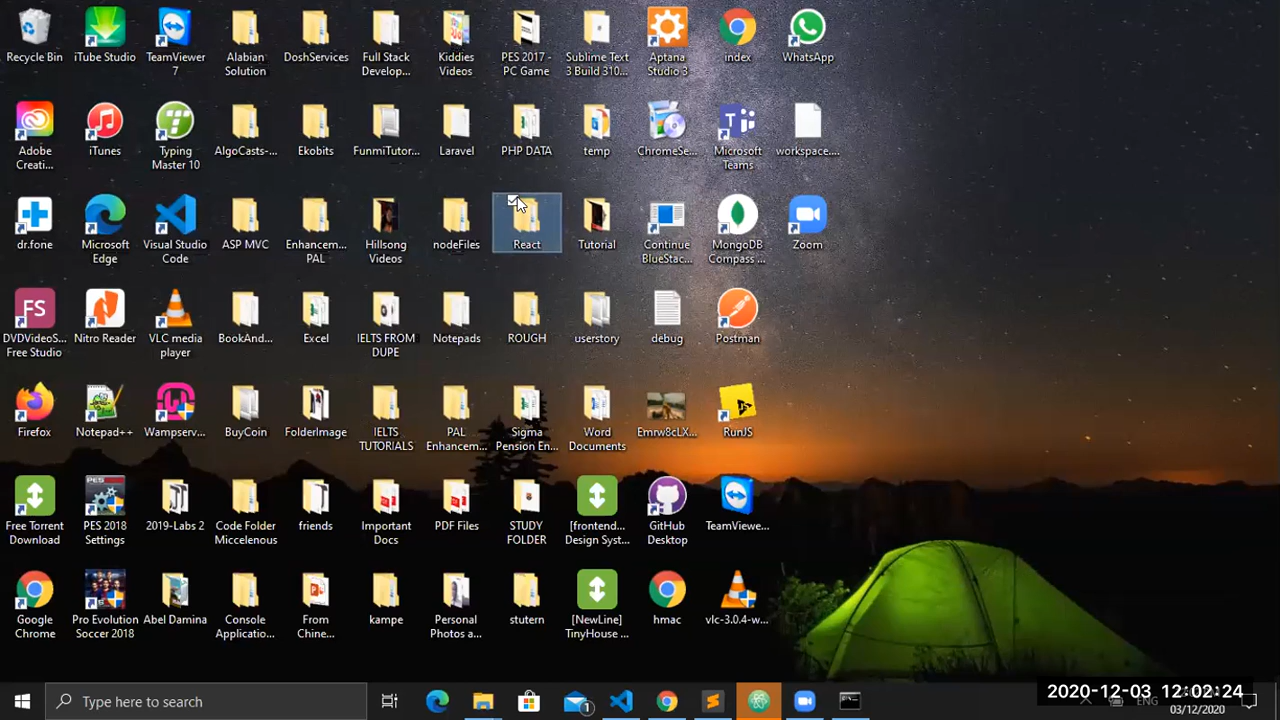 Recycle Bin
iTube Studio
TeamViewer
7
Alabian
Solution
DoshServices
Full Stack
Develop...
Kiddies
Videos
PES 2017 -
PC Game
Sublime Text
3 Build 310...
Aptana
Studio 3
index
WhatsApp
Adobe
Creati...
iTunes
Typing
Master 10
AlgoCasts-...
Ekobits
FunmiTutor...
Laravel
PHP DATA
temp
ChromeSe...
Microsoft
Teams
workspace....
dr.fone
Microsoft
Edge
Visual Studio
Code
ASP MVC
Enhancem...
PAL
Hillsong
Videos
nodeFiles
React
Tutorial
Continue
BlueStac...
MongoDB
Compass ...
Zoom
FS
DVDVideoS...
Free Studio
Nitro Reader
VLC media
player
BookAnd...
Excel
IELTS FROM
DUPE
Notepads
ROUGH
userstory
debug
Postman
Firefox
Notepad++
Wampserv...
BuyCoin
FolderImage
IELTS
TUTORIALS
PAL
Enhancem...
Sigma
Pension En...
Word
Documents
Emrw8cLX...
RunJS
Free Torrent
Download
PES 2018
Settings
2019-Labs 2
Code Folder
Miccelenous
friends
Important
Docs
PDF Files
STUDY
FOLDER
[frontend...
Design Syst...
GitHub
Desktop
TeamViewe...
Google
Chrome
Pro Evolution
Soccer 2018
Abel Damina
Console
Applicatio...
From
Chine...
kampe
Personal
Photos a...
stutern
[NewLine]
TinyHouse ...
hmac
vlc-3.0.4-w...
Type here to search
1
ENG
2020-12-03 12:02:24
03/12/2020